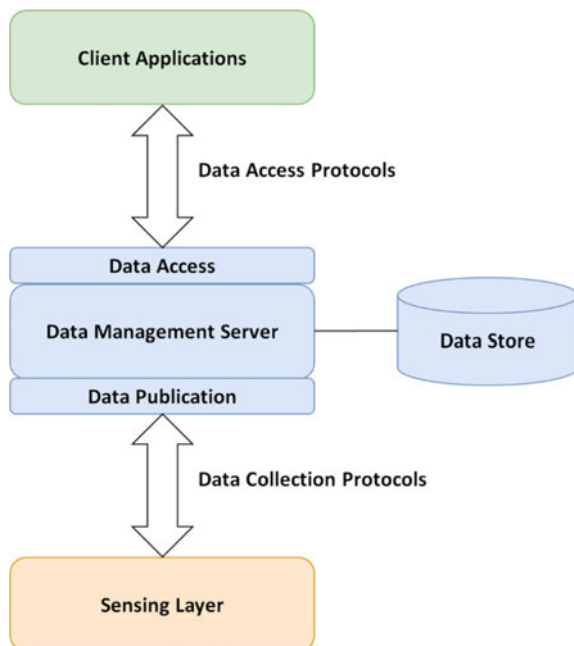 Client Applications
Data Access Protocols
Data Access
Data Management Server
Data Store
Data Publication
Data Collection Protocols
Sensing Layer